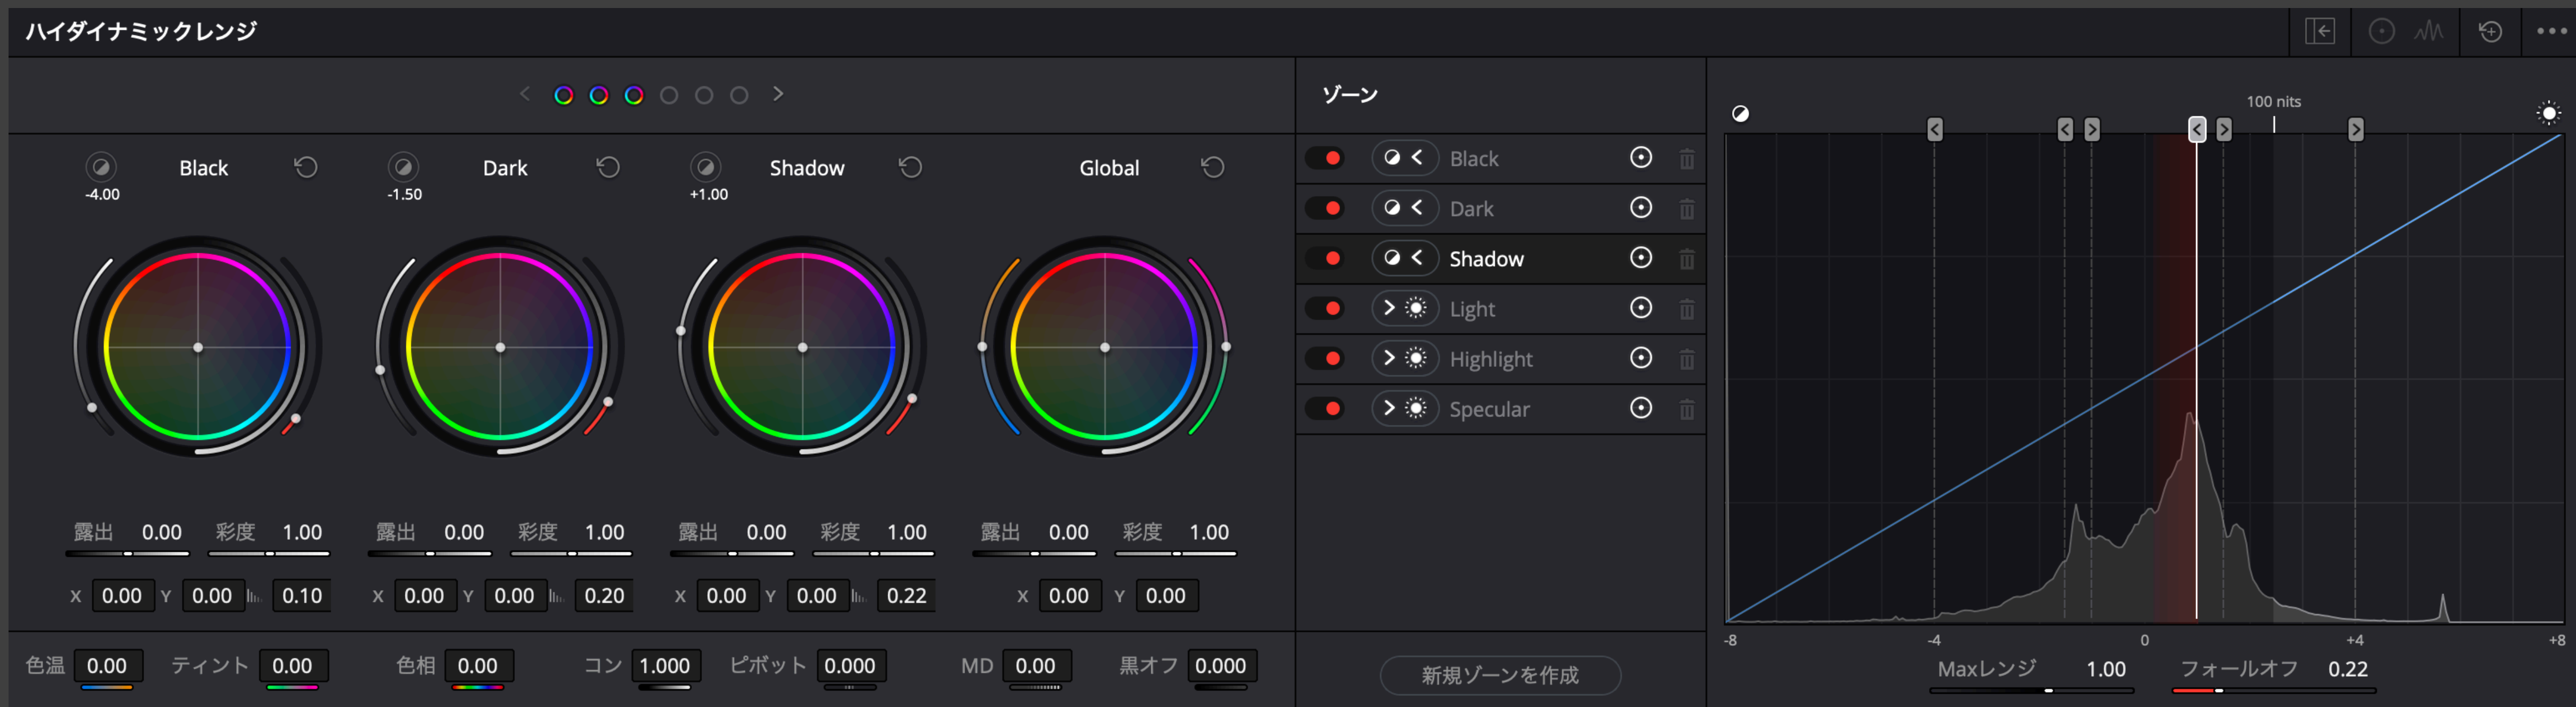 ハイダイナミックレンジ
Black
-4.00
Dark
-1.50
Shadow
+1.00
Global
露出 0.00 彩度 1.00
X 0.00 Y 0.00 0.10
露出 0.00 彩度 1.00
X 0.00 Y 0.00 0.20
露出 0.00 彩度 1.00
X 0.00 Y 0.00 0.22
露出 0.00 彩度 1.00
X 0.00 Y 0.00
色温 0.00 ティント 0.00 色相 0.00 コン 1.000 ピボット 0.000 MD 0.00 黒オフ 0.000
ゾーン
Black
Dark
Shadow
Light
Highlight
Specular
新規ゾーンを作成
100 nits
-8 -4 0 +4 +8
Maxレンジ 1.00 フォールオフ 0.22